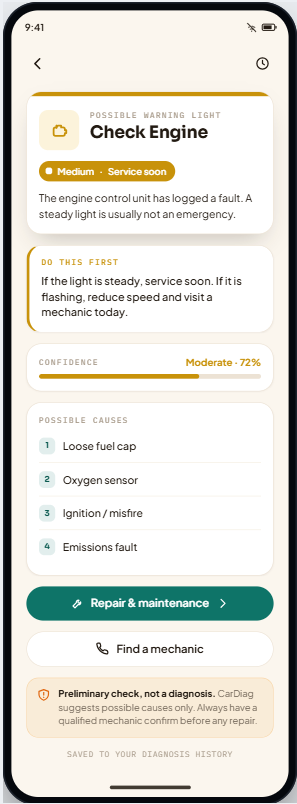 9:41
POSSIBLE WARNING LIGHT
Check Engine
Medium · Service soon
The engine control unit has logged a fault. A
steady light is usually not an emergency.
DO THIS FIRST
If the light is steady, service soon. If it is
flashing, reduce speed and visit a
mechanic today.
CONFIDENCE Moderate · 72%
POSSIBLE CAUSES
1 Loose fuel cap
2 Oxygen sensor
3 Ignition / misfire
4 Emissions fault
Repair & maintenance
Find a mechanic
Preliminary check, not a diagnosis. CarDiag
suggests possible causes only. Always have a
qualified mechanic confirm before any repair.
SAVED TO YOUR DIAGNOSIS HISTORY